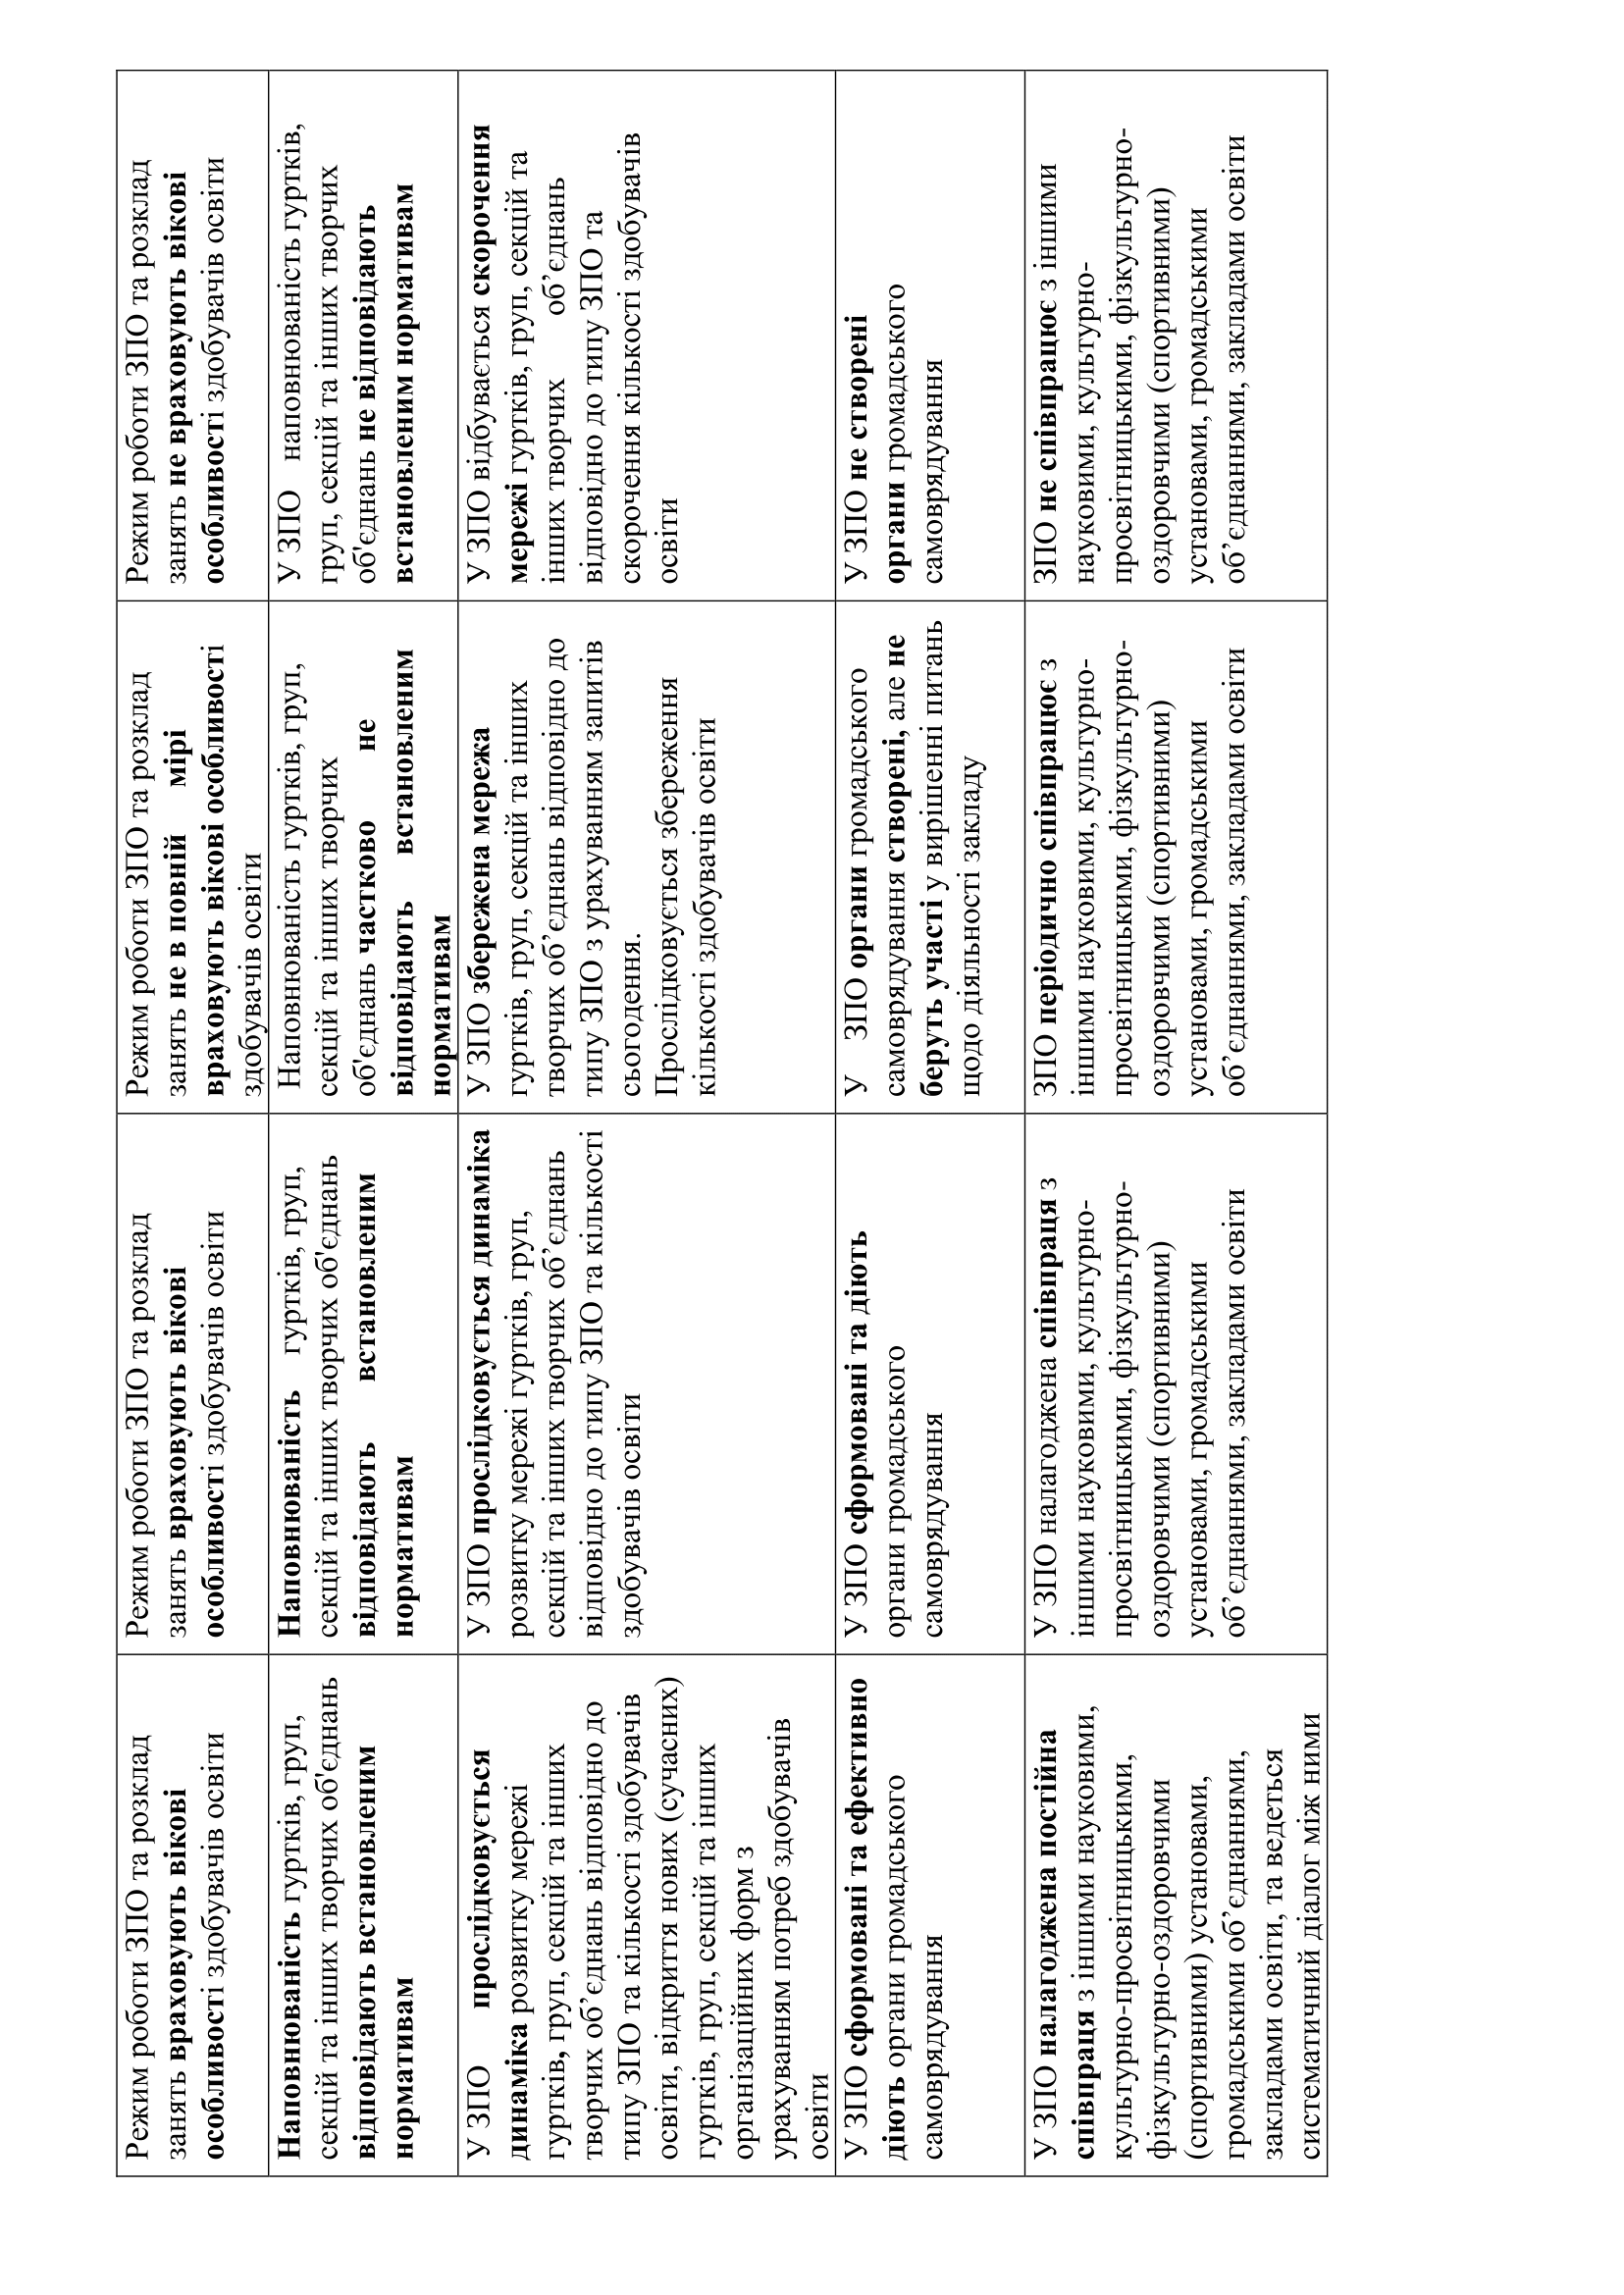 Режим роботи ЗПО та розклад
занять враховують вікові
особливості здобувачів освіти
Режим роботи ЗПО та розклад
занять враховують вікові
особливості здобувачів освіти
Режим роботи ЗПО та розклад
занять не в повній мірі
враховують вікові особливості
здобувачів освіти
Режим роботи ЗПО та розклад
занять не враховують вікові
особливості здобувачів освіти
Наповнюваність гуртків, груп,
секцій та інших творчих об'єднань
відповідають встановленим
нормативам
Наповнюваність гуртків, груп,
секцій та інших творчих об'єднань
відповідають встановленим
нормативам
Наповнюваність гуртків, груп,
секцій та інших творчих
об'єднань частково не
відповідають встановленим
нормативам
У ЗПО наповнюваність гуртків,
груп, секцій та інших творчих
об'єднань не відповідають
встановленим нормативам
У ЗПО прослідковується
динаміка розвитку мережі
гуртків, груп, секцій та інших
творчих об’єднань відповідно до
типу ЗПО та кількості здобувачів
освіти, відкриття нових (сучасних)
гуртків, груп, секцій та інших
організаційних форм з
урахуванням потреб здобувачів
освіти
У ЗПО прослідковується динаміка
розвитку мережі гуртків, груп,
секцій та інших творчих об’єднань
відповідно до типу ЗПО та кількості
здобувачів освіти
У ЗПО збережена мережа
гуртків, груп, секцій та інших
творчих об’єднань відповідно до
типу ЗПО з урахуванням запитів
сьогодення.
Прослідковується збереження
кількості здобувачів освіти
У ЗПО відбувається скорочення
мережі гуртків, груп, секцій та
інших творчих об’єднань
відповідно до типу ЗПО та
скорочення кількості здобувачів
освіти
У ЗПО сформовані та ефективно
діють органи громадського
самоврядування
У ЗПО сформовані та діють
органи громадського
самоврядування
У ЗПО органи громадського
самоврядування створені, але не
беруть участі у вирішенні питань
щодо діяльності закладу
У ЗПО не створені
органи громадського
самоврядування
У ЗПО налагоджена постійна
співпраця з іншими науковими,
культурно-просвітницькими,
фізкультурно-оздоровчими
(спортивними) установами,
громадськими об’єднаннями,
закладами освіти, та ведеться
систематичний діалог між ними
У ЗПО налагоджена співпраця з
іншими науковими, культурно-
просвітницькими, фізкультурно-
оздоровчими (спортивними)
установами, громадськими
об’єднаннями, закладами освіти
ЗПО періодично співпрацює з
іншими науковими, культурно-
просвітницькими, фізкультурно-
оздоровчими (спортивними)
установами, громадськими
об’єднаннями, закладами освіти
ЗПО не співпрацює з іншими
науковими, культурно-
просвітницькими, фізкультурно-
оздоровчими (спортивними)
установами, громадськими
об’єднаннями, закладами освіти